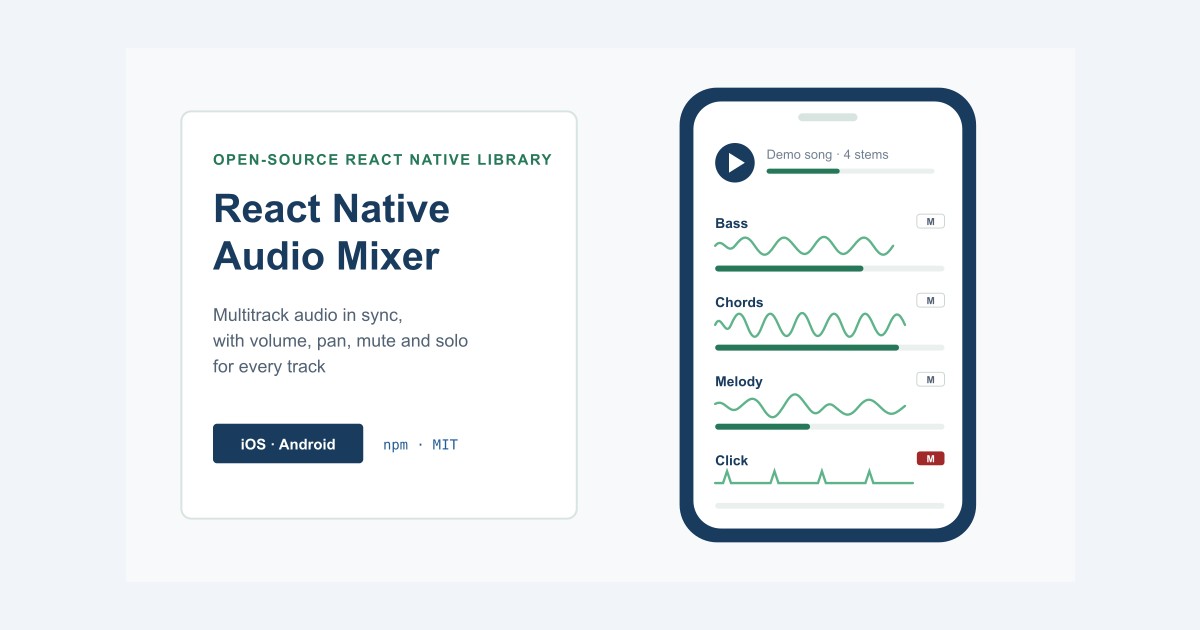 OPEN-SOURCE REACT NATIVE LIBRARY
React Native
Audio Mixer
Multitrack audio in sync,
with volume, pan, mute and solo
for every track
iOS · Android
npm · MIT
Demo song · 4 stems
Bass
M
Chords
M
Melody
M
Click
M